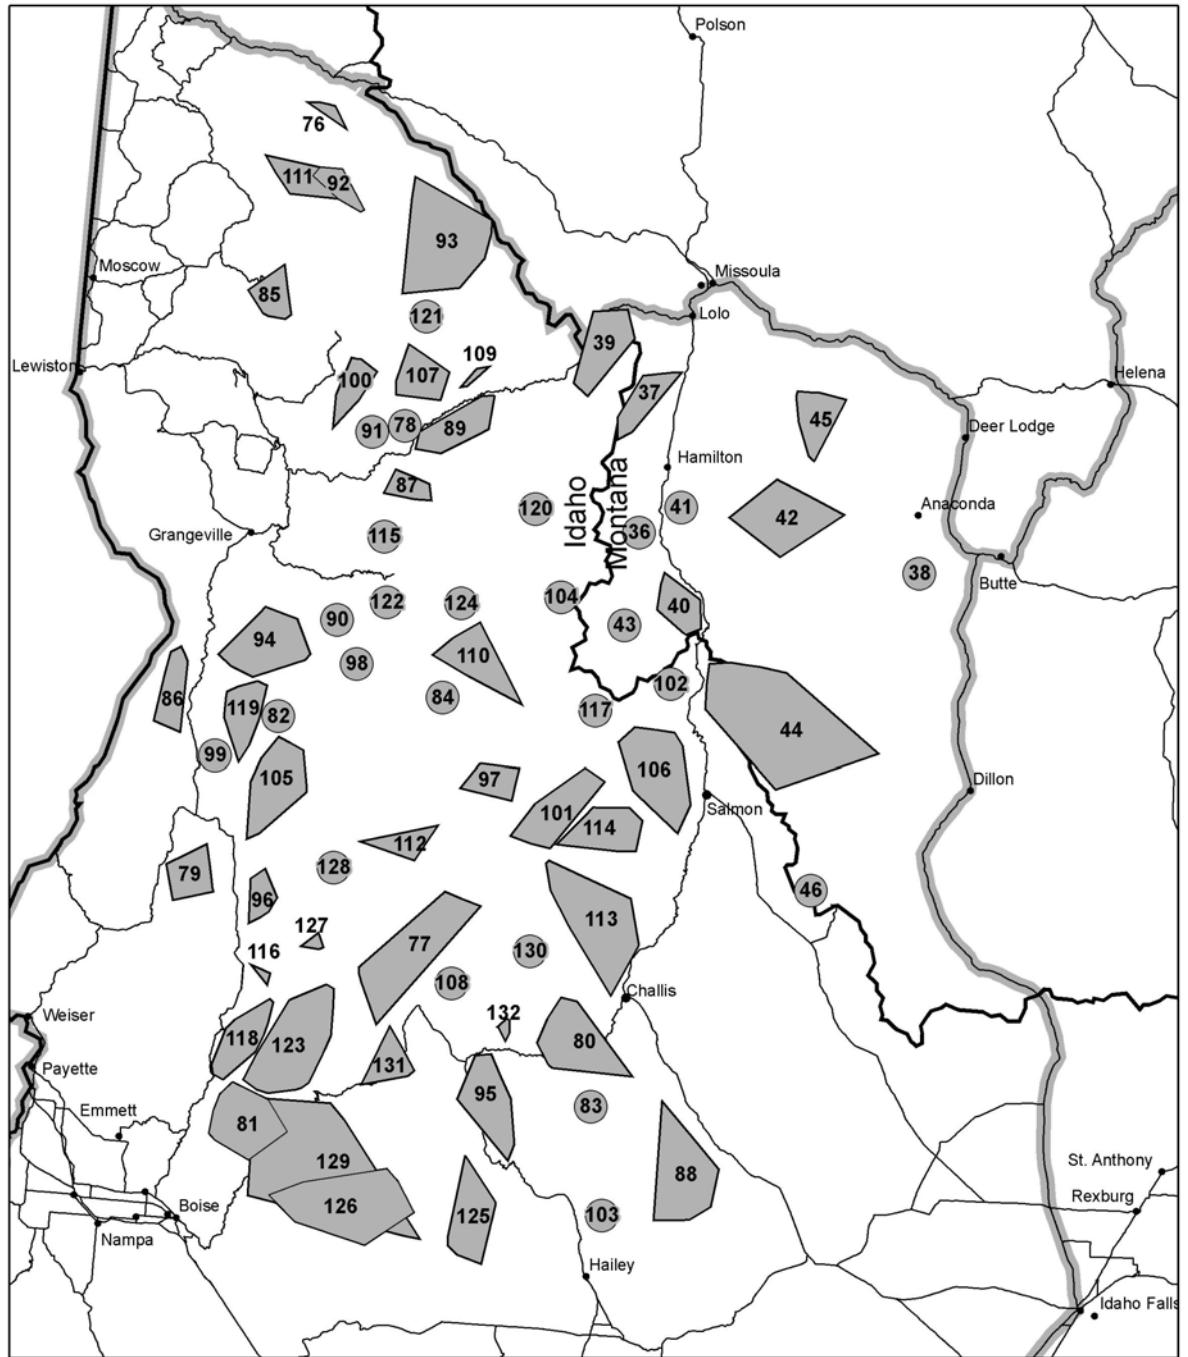 Polson
76
111
92
93
Moscow
Missoula
85
121
Lolo
39
109
Lewiston
100
107
37
Helena
45
91
78
89
Deer Lodge
Hamilton
87
120
41
Anaconda
42
Idaho
Montana
Grangeville
115
36
38
Butte
122
124
104
40
90
43
94
98
110
102
86
84
119
82
117
44
99
105
97
106
Dillon
101
Salmon
114
112
128
79
46
96
113
127
77
116
130
108
Challis
132
Weiser
118
123
80
131
Payette
95
83
Emmett
81
129
88
St. Anthony
Rexburg
126
Boise
125
103
Nampa
Hailey
Idaho Falls